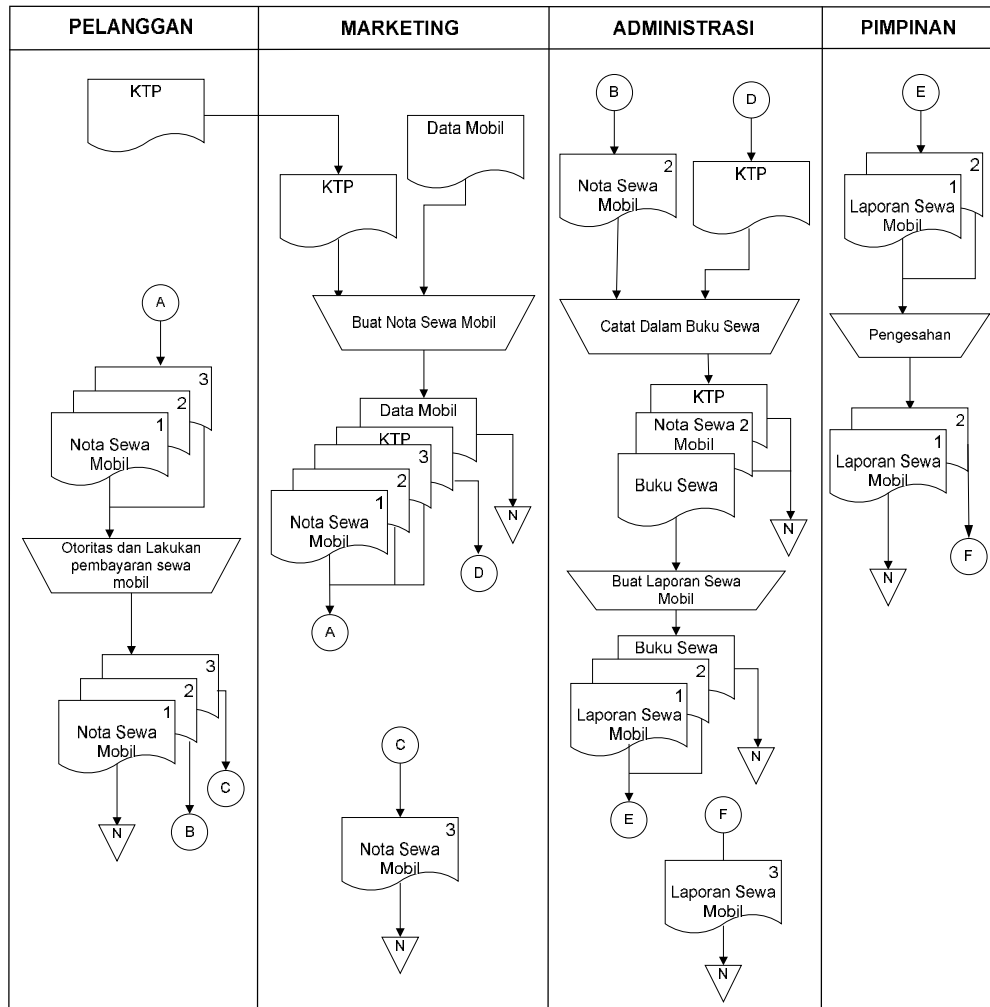 PELANGGAN
MARKETING
ADMINISTRASI
PIMPINAN
KTP
A
3
2
1
Nota Sewa
Mobil
Otoritas dan Lakukan
pembayaran sewa
mobil
3
2
1
Nota Sewa
Mobil
N
B
C
KTP
Data Mobil
Buat Nota Sewa Mobil
Data Mobil
KTP
3
2
1
Nota Sewa
Mobil
N
D
A
C
3
Nota Sewa
Mobil
N
B
D
2
Nota Sewa
Mobil
KTP
Catat Dalam Buku Sewa
KTP
Nota Sewa 2
Mobil
Buku Sewa
N
Buat Laporan Sewa
Mobil
Buku Sewa
2
1
Laporan Sewa
Mobil
N
E
F
3
Laporan Sewa
Mobil
N
E
2
1
Laporan Sewa
Mobil
Pengesahan
2
1
Laporan Sewa
Mobil
N
F